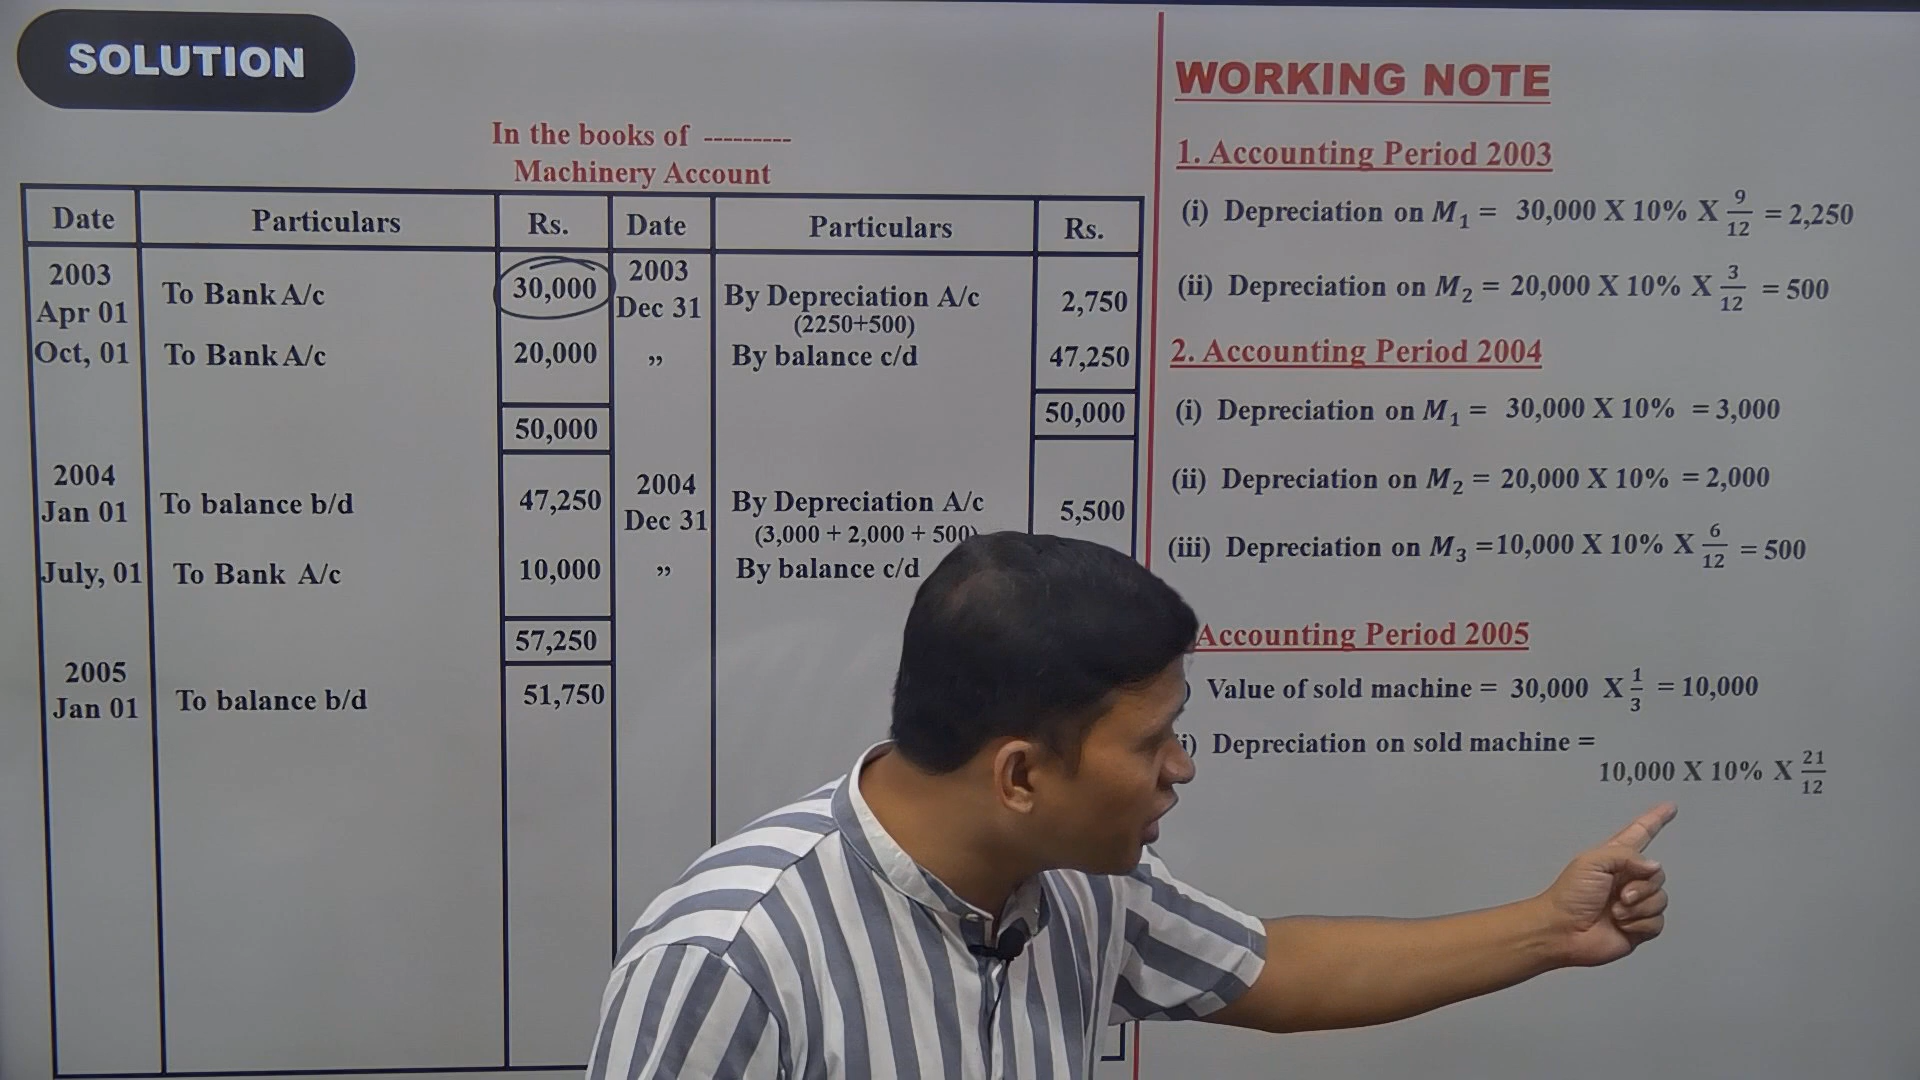 SOLUTION
In the books of ---------
Machinery Account
Date Particulars Rs. Date Particulars Rs.
2003 Apr 01 To Bank A/c 30,000 2003 Dec 31 By Depreciation A/c (2250+500) 2,750
Oct, 01 To Bank A/c 20,000 ” By balance c/d 47,250
50,000 50,000
2004 Jan 01 To balance b/d 47,250 2004 Dec 31 By Depreciation A/c (3,000 + 2,000 + 500) 5,500
July, 01 To Bank A/c 10,000 ” By balance c/d
57,250
2005 Jan 01 To balance b/d 51,750
WORKING NOTE
1. Accounting Period 2003
(i) Depreciation on M₁ = 30,000 X 10% X 9/12 = 2,250
(ii) Depreciation on M₂ = 20,000 X 10% X 3/12 = 500
2. Accounting Period 2004
(i) Depreciation on M₁ = 30,000 X 10% = 3,000
(ii) Depreciation on M₂ = 20,000 X 10% = 2,000
(iii) Depreciation on M₃ =10,000 X 10% X 6/12 = 500
Accounting Period 2005
) Value of sold machine = 30,000 X 1/3 = 10,000
i) Depreciation on sold machine =
10,000 X 10% X 21/12